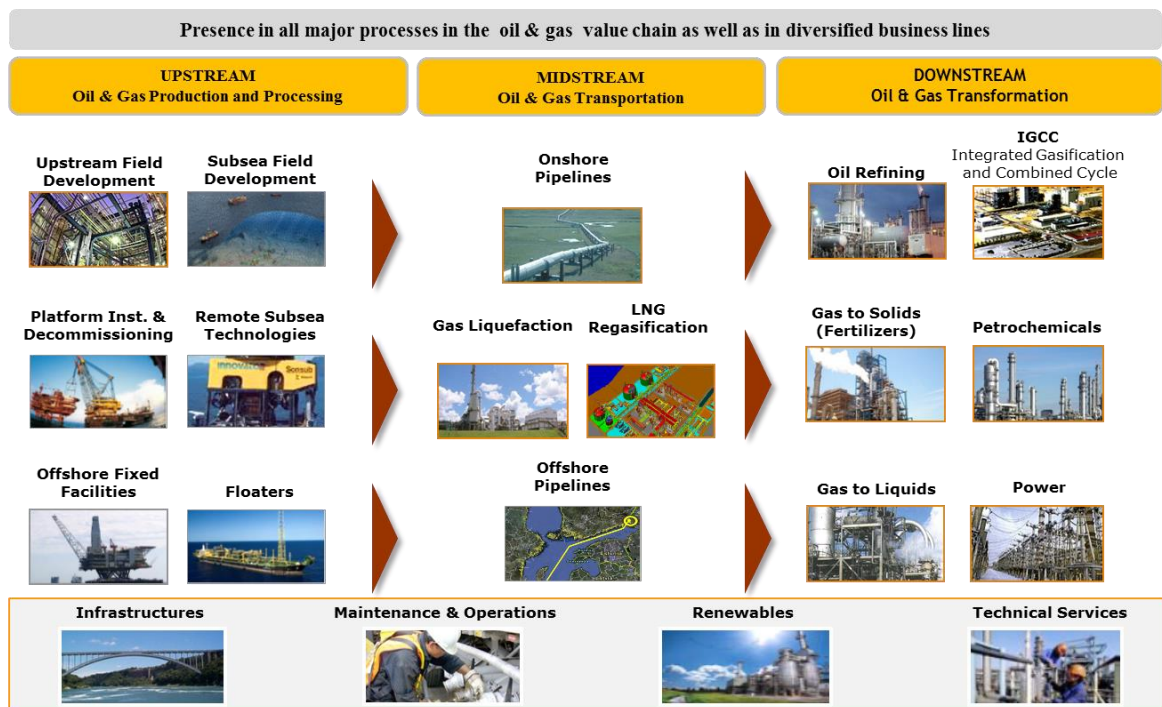 Presence in all major processes in the oil & gas value chain as well as in diversified business lines
UPSTREAM
Oil & Gas Production and Processing
MIDSTREAM
Oil & Gas Transportation
DOWNSTREAM
Oil & Gas Transformation
Upstream Field
Development
Subsea Field
Development
Onshore
Pipelines
Oil Refining
IGCC
Integrated Gasification
and Combined Cycle
Platform Inst. &
Decommissioning
Remote Subsea
Technologies
innovator
Sonsub
Gas Liquefaction
LNG
Regasification
Gas to Solids
(Fertilizers)
Petrochemicals
Offshore Fixed
Facilities
Floaters
Offshore
Pipelines
Gas to Liquids
Power
Infrastructures
Maintenance & Operations
Renewables
Technical Services